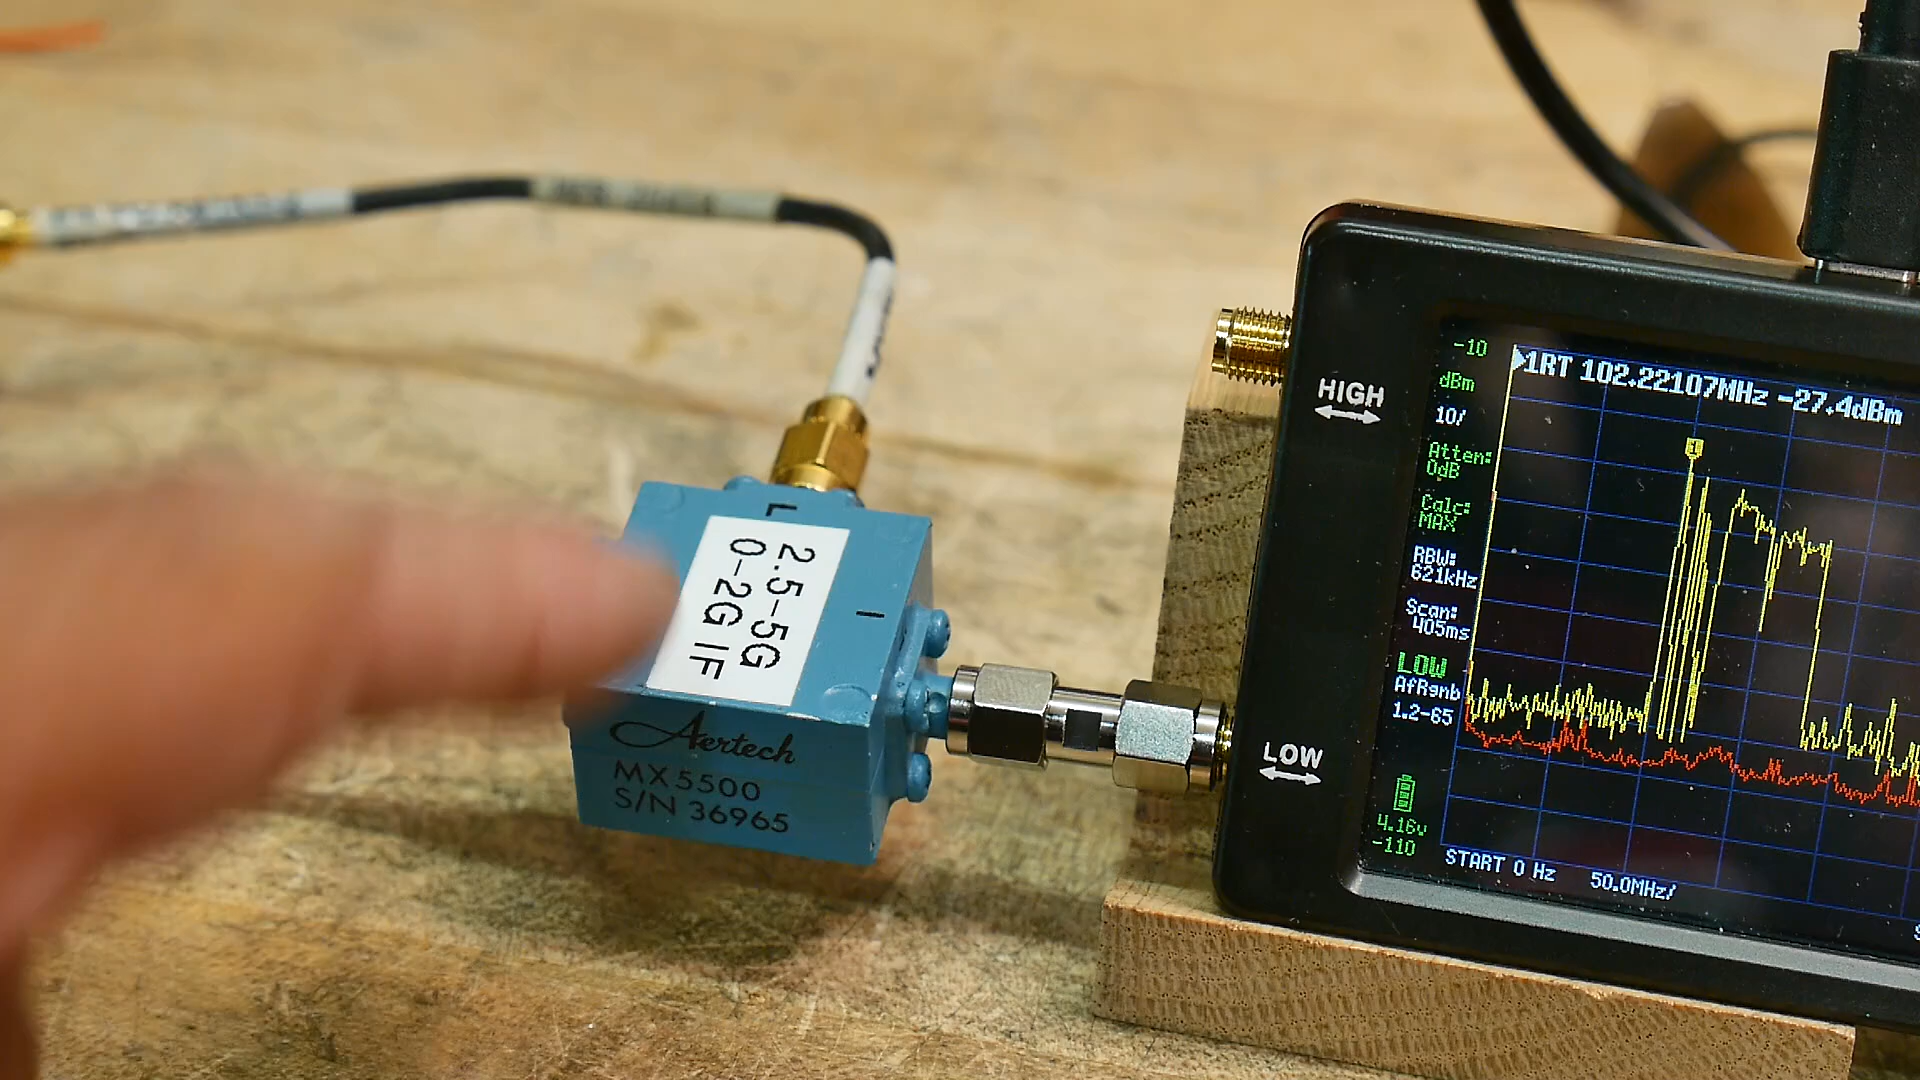 L
2.5-5G
0-2G IF
I
Aertech
MX5500
S/N 36965
HIGH
LOW
-10
dBm
10/
Atten:
0dB
Calc:
MAX
RBW:
621kHz
Scan:
405ms
LOW
AfRgnb
1.2-65
4.16v
-110
1RT 102.22107MHz -27.4dBm
1
START 0 Hz 50.0MHz/